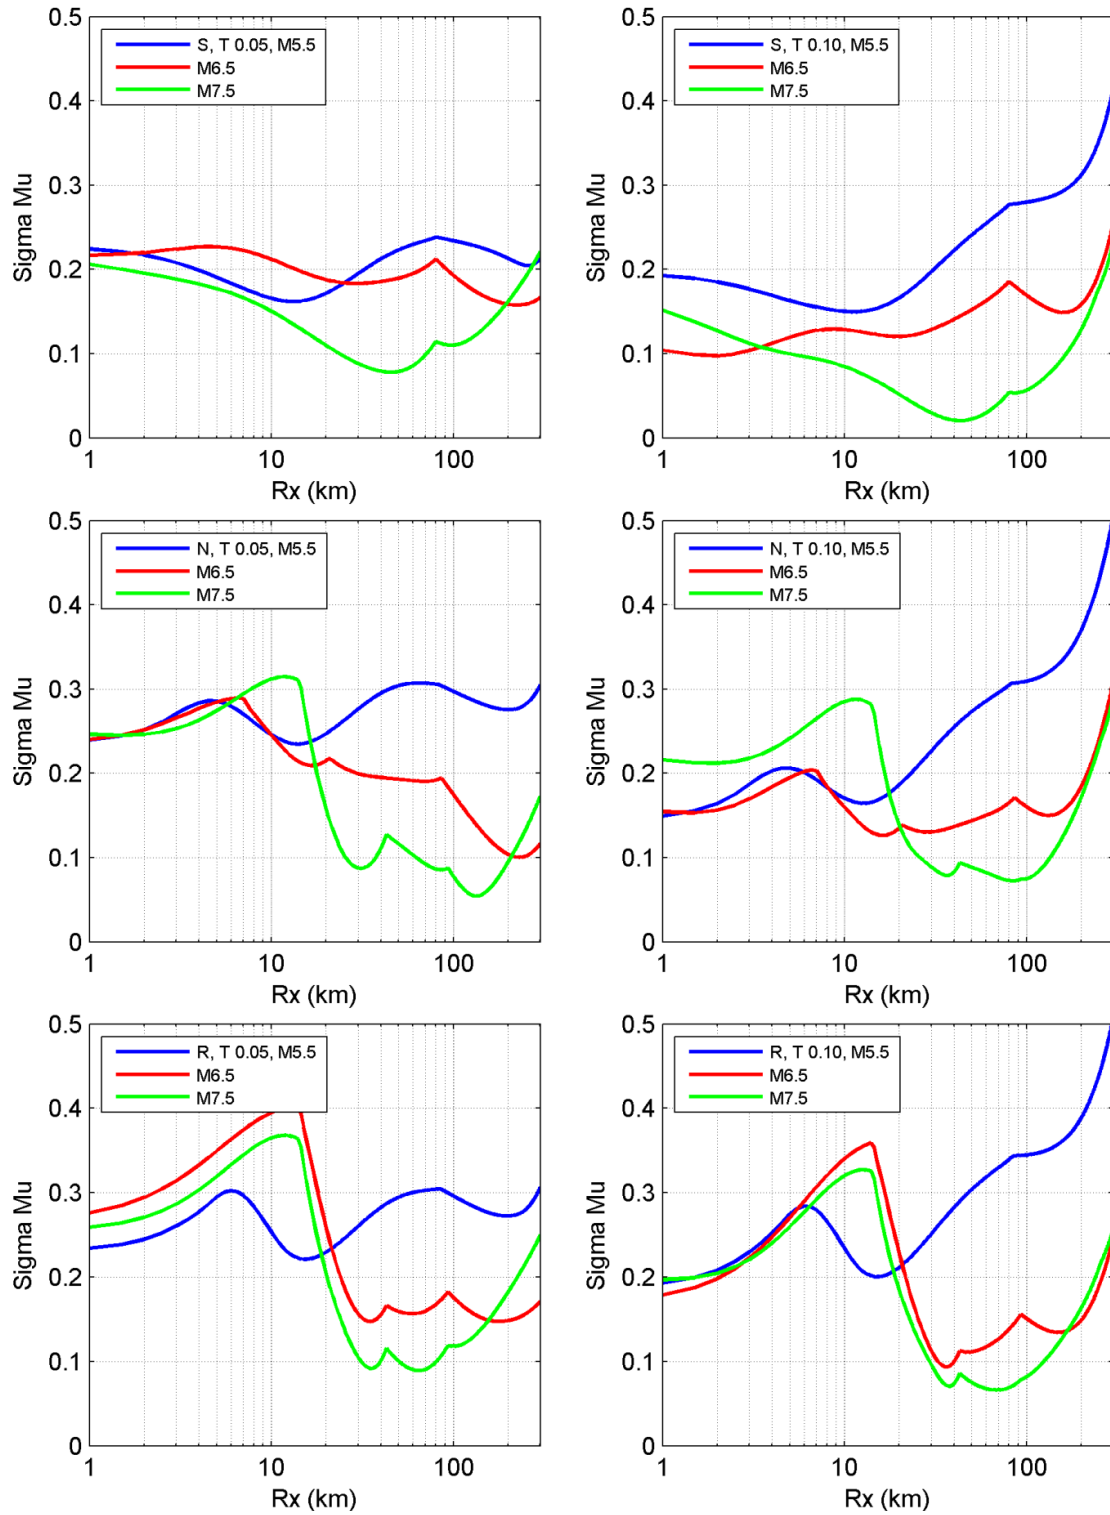 0.5
0.4
0.3
0.2
0.1
0
Sigma Mu
S, T 0.05, M5.5
M6.5
M7.5
1
10
100
Rx (km)
0.5
0.4
0.3
0.2
0.1
0
Sigma Mu
S, T 0.10, M5.5
M6.5
M7.5
1
10
100
Rx (km)
0.5
0.4
0.3
0.2
0.1
0
Sigma Mu
N, T 0.05, M5.5
M6.5
M7.5
1
10
100
Rx (km)
0.5
0.4
0.3
0.2
0.1
0
Sigma Mu
N, T 0.10, M5.5
M6.5
M7.5
1
10
100
Rx (km)
0.5
0.4
0.3
0.2
0.1
0
Sigma Mu
R, T 0.05, M5.5
M6.5
M7.5
1
10
100
Rx (km)
0.5
0.4
0.3
0.2
0.1
0
Sigma Mu
R, T 0.10, M5.5
M6.5
M7.5
1
10
100
Rx (km)